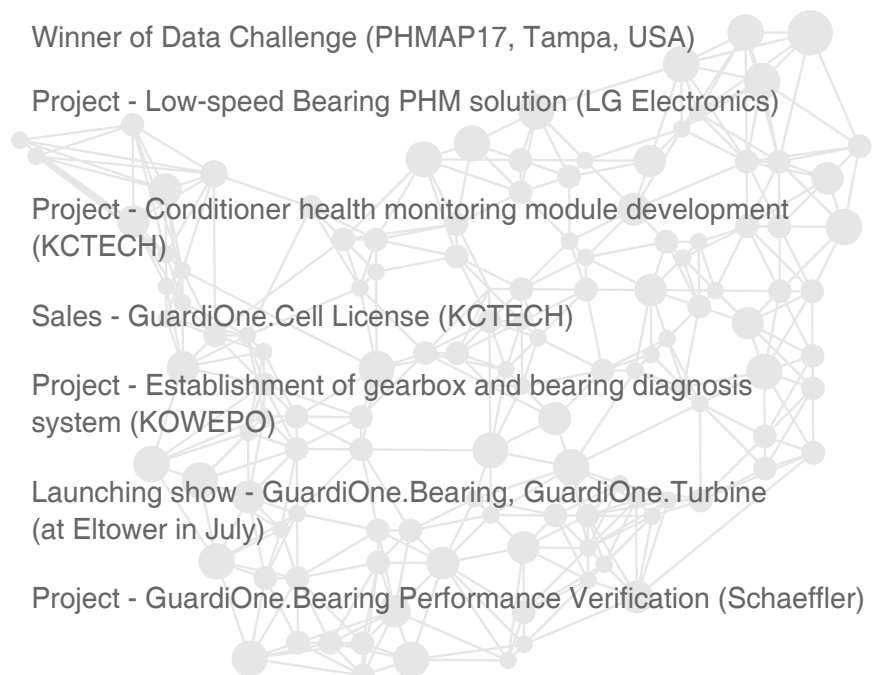 Winner of Data Challenge (PHMAP17, Tampa, USA)
Project - Low-speed Bearing PHM solution (LG Electronics)
Project - Conditioner health monitoring module development
(KCTECH)
Sales - GuardiOne.Cell License (KCTECH)
Project - Establishment of gearbox and bearing diagnosis
system (KOWEPO)
Launching show - GuardiOne.Bearing, GuardiOne.Turbine
(at Eltower in July)
Project - GuardiOne.Bearing Performance Verification (Schaeffler)